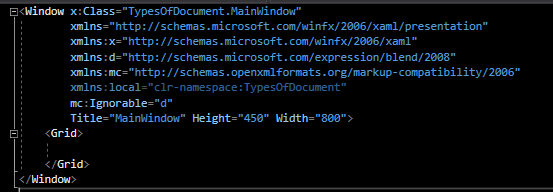 <Window x:Class="TypesOfDocument.MainWindow"
xmlns="http://schemas.microsoft.com/winfx/2006/xaml/presentation"
xmlns:x="http://schemas.microsoft.com/winfx/2006/xaml"
xmlns:d="http://schemas.microsoft.com/expression/blend/2008"
xmlns:mc="http://schemas.openxmlformats.org/markup-compatibility/2006"
xmlns:local="clr-namespace:TypesOfDocument"
mc:Ignorable="d"
Title="MainWindow" Height="450" Width="800">
<Grid>
</Grid>
</Window>